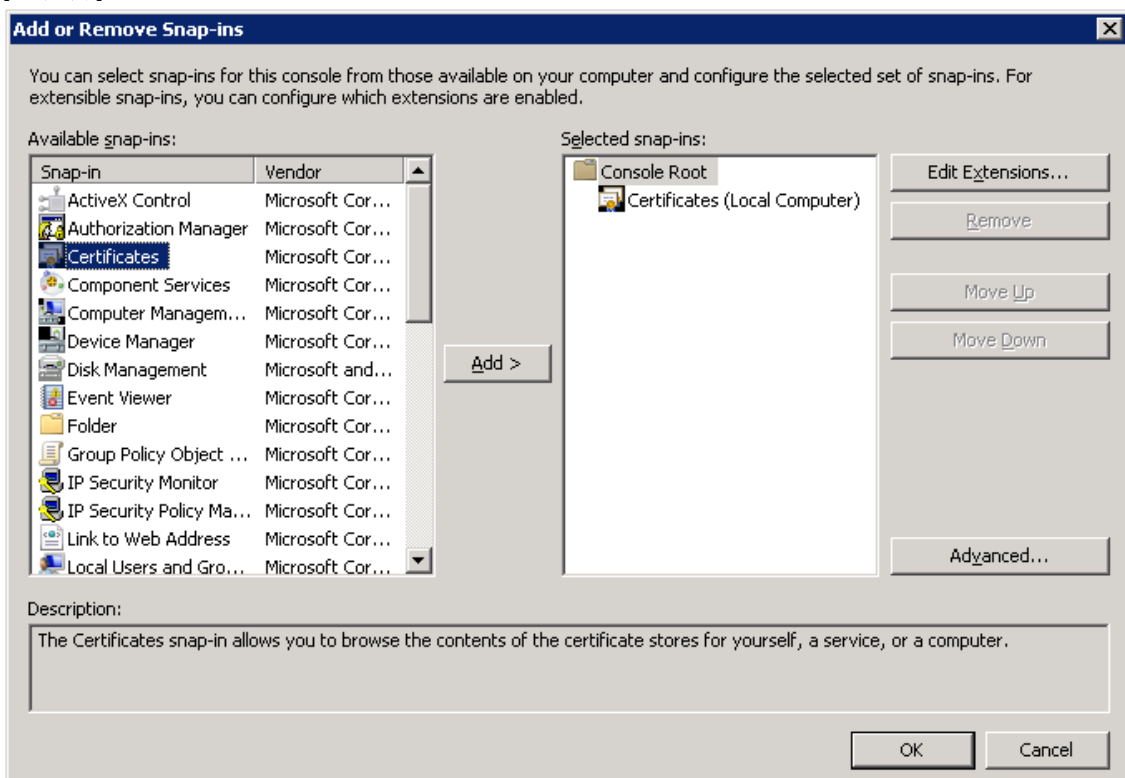 Add or Remove Snap-ins
You can select snap-ins for this console from those available on your computer and configure the selected set of snap-ins. For
extensible snap-ins, you can configure which extensions are enabled.
Available snap-ins:
Snap-in Vendor
ActiveX Control Microsoft Cor...
Authorization Manager Microsoft Cor...
Certificates Microsoft Cor...
Component Services Microsoft Cor...
Computer Managem... Microsoft Cor...
Device Manager Microsoft Cor...
Disk Management Microsoft and...
Event Viewer Microsoft Cor...
Folder Microsoft Cor...
Group Policy Object ... Microsoft Cor...
IP Security Monitor Microsoft Cor...
IP Security Policy Ma... Microsoft Cor...
Link to Web Address Microsoft Cor...
Local Users and Gro... Microsoft Cor...
Add >
Selected snap-ins:
Console Root
Certificates (Local Computer)
Edit Extensions...
Remove
Move Up
Move Down
Advanced...
Description:
The Certificates snap-in allows you to browse the contents of the certificate stores for yourself, a service, or a computer.
OK
Cancel